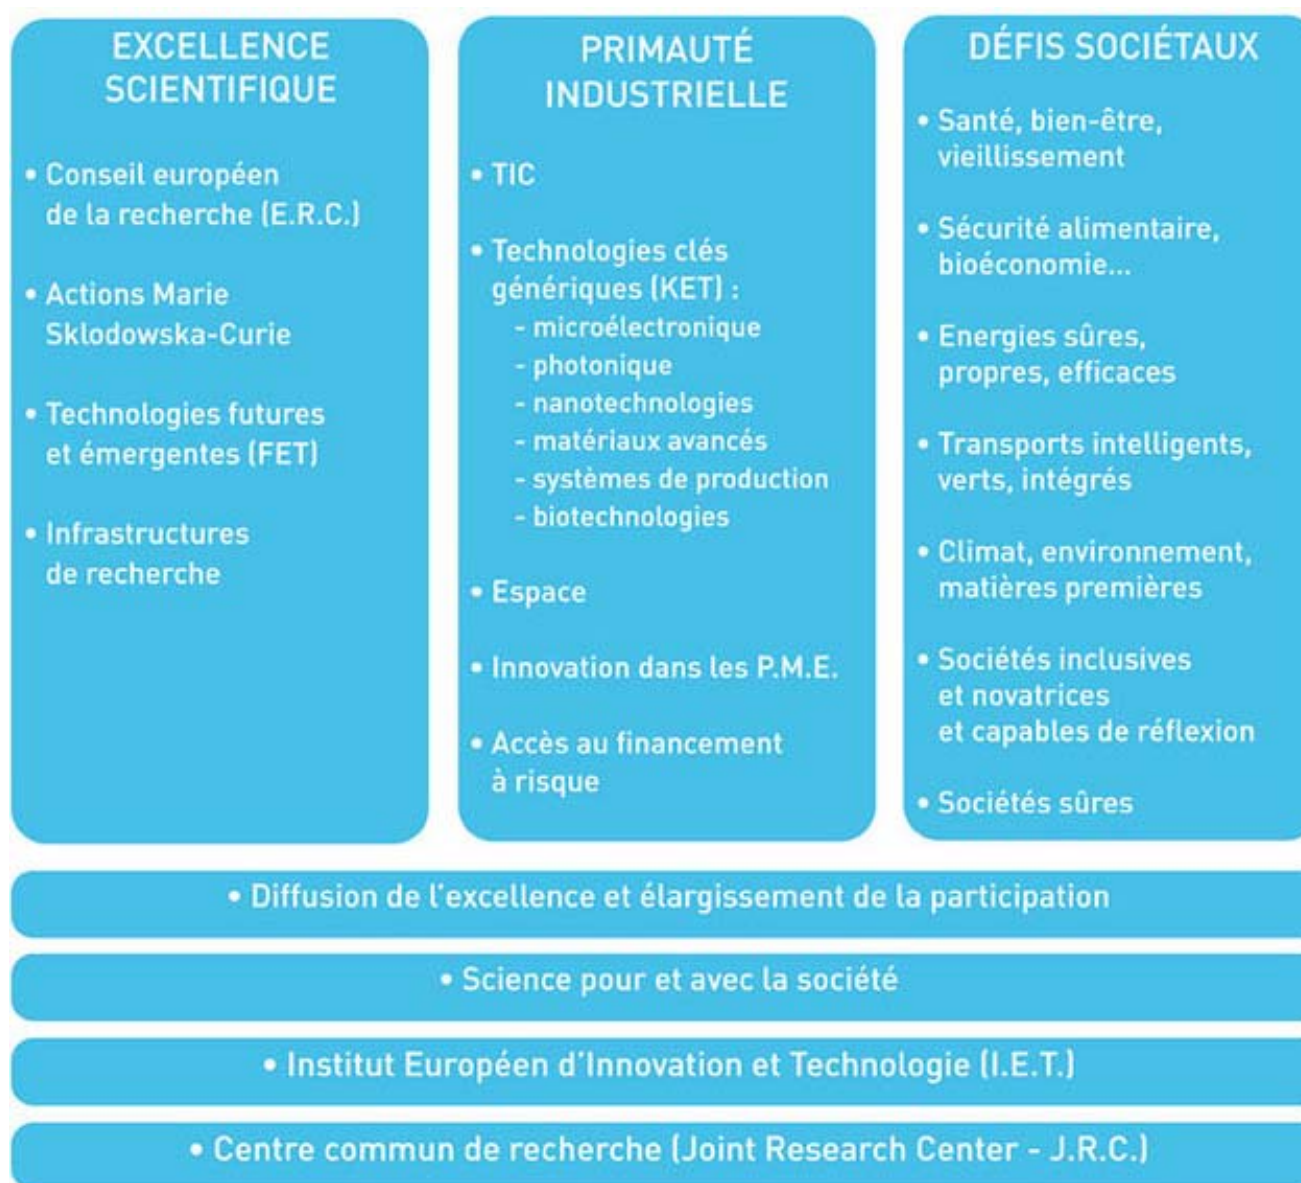 EXCELLENCE
SCIENTIFIQUE
• Conseil européen
de la recherche (E.R.C.)
• Actions Marie
Sklodowska-Curie
• Technologies futures
et émergentes (FET)
• Infrastructures
de recherche
PRIMAUTÉ
INDUSTRIELLE
• TIC
• Technologies clés
génériques (KET) :
- microélectronique
- photonique
- nanotechnologies
- matériaux avancés
- systèmes de production
- biotechnologies
• Espace
• Innovation dans les P.M.E.
• Accès au financement
à risque
DÉFIS SOCIÉTAUX
• Santé, bien-être,
vieillissement
• Sécurité alimentaire,
bioéconomie...
• Energies sûres,
propres, efficaces
• Transports intelligents,
verts, intégrés
• Climat, environnement,
matières premières
• Sociétés inclusives
et novatrices
et capables de réflexion
• Sociétés sûres
• Diffusion de l'excellence et élargissement de la participation
• Science pour et avec la société
• Institut Européen d'Innovation et Technologie (I.E.T.)
• Centre commun de recherche (Joint Research Center - J.R.C.)